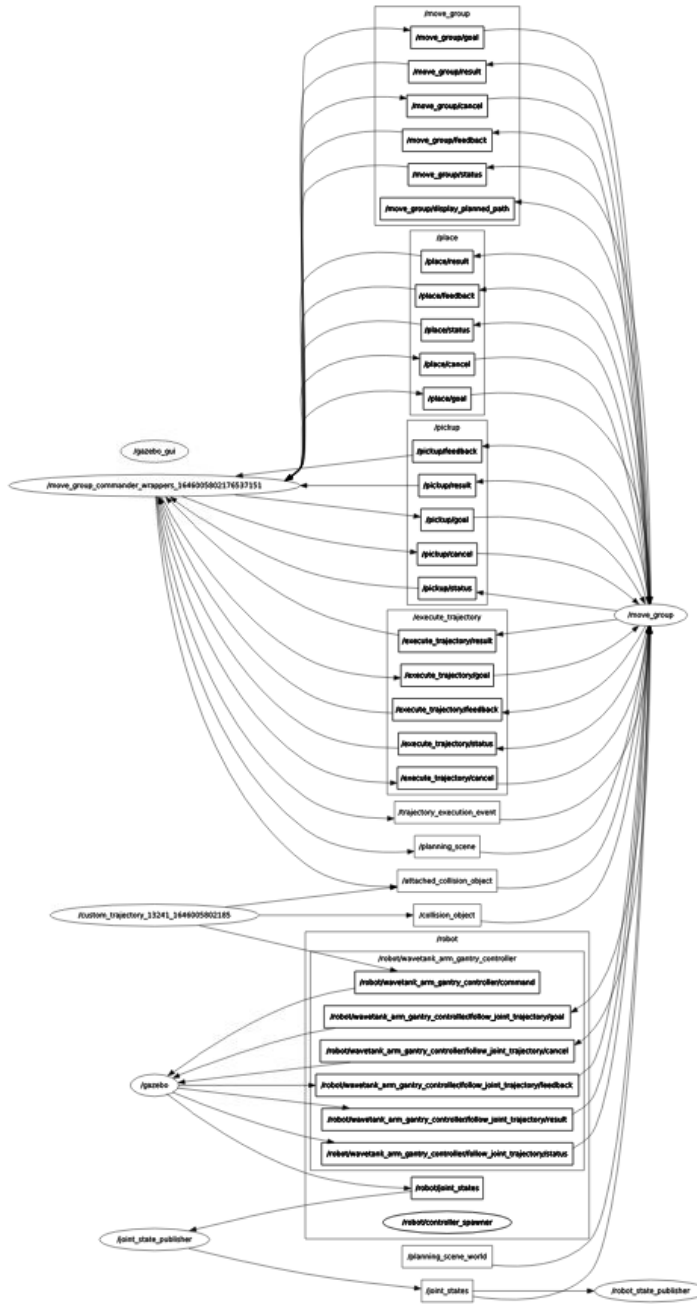 /move_group
/move_group/goal
/move_group/result
/move_group/cancel
/move_group/feedback
/move_group/status
/move_group/display_planned_path
/place
/place/result
/place/feedback
/place/status
/place/cancel
/place/goal
/pickup
/gazebo_gui
/pickup/feedback
/move_group_commander_wrappers_1646005802176537151
/pickup/result
/pickup/goal
/pickup/cancel
/pickup/status
/move_group
/execute_trajectory
/execute_trajectory/result
/execute_trajectory/goal
/execute_trajectory/feedback
/execute_trajectory/status
/execute_trajectory/cancel
/trajectory_execution_event
/planning_scene
/attached_collision_object
/custom_trajectory_13241_1646005802185
/collision_object
/robot
/robot/wavetank_arm_gantry_controller
/robot/wavetank_arm_gantry_controller/command
/robot/wavetank_arm_gantry_controller/follow_joint_trajectory/goal
/robot/wavetank_arm_gantry_controller/follow_joint_trajectory/cancel
/gazebo
/robot/wavetank_arm_gantry_controller/follow_joint_trajectory/feedback
/robot/wavetank_arm_gantry_controller/follow_joint_trajectory/result
/robot/wavetank_arm_gantry_controller/follow_joint_trajectory/status
/robot/joint_states
/robot/controller_spawner
/joint_state_publisher
/planning_scene_world
/joint_states
/robot_state_publisher